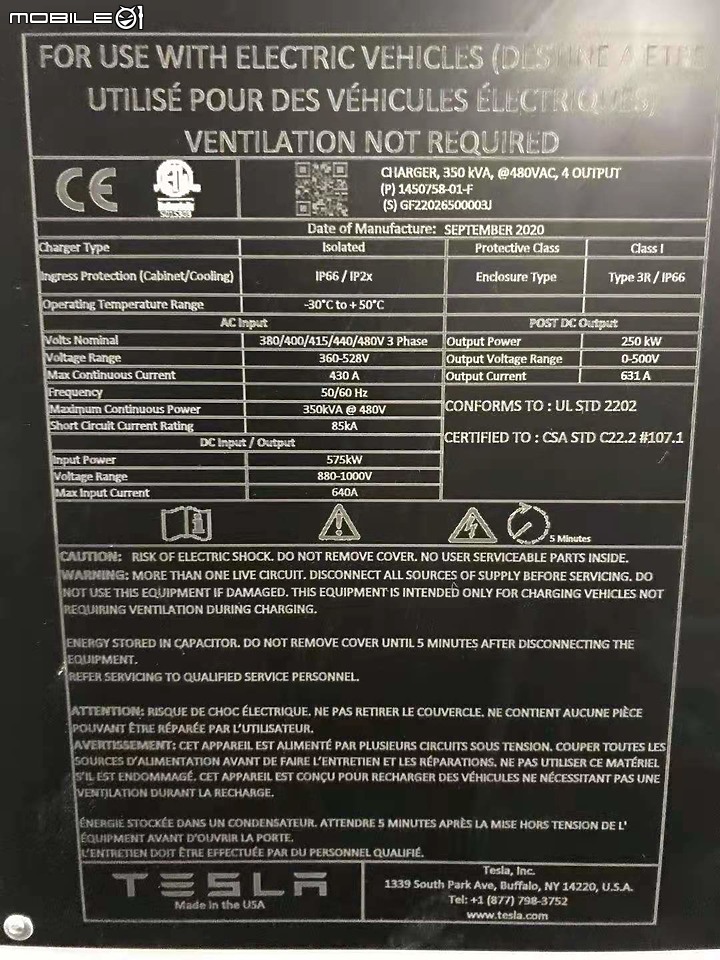 MOBILE01
FOR USE WITH ELECTRIC VEHICLES (DESTINÉ A ETRE
UTILISÉ POUR DES VÉHICULES ÉLECTRIQUES)
VENTILATION NOT REQUIRED
CE
CHARGER, 350 kVA, @480VAC, 4 OUTPUT
(P) 1450758-01-F
(S) GF22026500003J
Date of Manufacture: SEPTEMBER 2020
Charger Type Isolated Protective Class Class I
Ingress Protection (Cabinet/Cooling) IP66 / IP2x Enclosure Type Type 3R / IP66
Operating Temperature Range -30°C to +50°C
AC Input POST DC Output
Volts Nominal 380/400/415/440/480V 3 Phase Output Power 250 kW
Voltage Range 360-528V Output Voltage Range 0-500V
Max Continuous Current 430 A Output Current 631 A
Frequency 50/60 Hz
Maximum Continuous Power 350kVA @ 480V
CONFORMS TO : UL STD 2202
Short Circuit Current Rating 85kA
CERTIFIED TO : CSA STD C22.2 #107.1
DC Input / Output
Input Power 575kW
Voltage Range 880-1000V
Max Input Current 640A
5 Minutes
CAUTION: RISK OF ELECTRIC SHOCK. DO NOT REMOVE COVER. NO USER SERVICEABLE PARTS INSIDE.
WARNING: MORE THAN ONE LIVE CIRCUIT. DISCONNECT ALL SOURCES OF SUPPLY BEFORE SERVICING. DO
NOT USE THIS EQUIPMENT IF DAMAGED. THIS EQUIPMENT IS INTENDED ONLY FOR CHARGING VEHICLES NOT
REQUIRING VENTILATION DURING CHARGING.
ENERGY STORED IN CAPACITOR. DO NOT REMOVE COVER UNTIL 5 MINUTES AFTER DISCONNECTING THE
EQUIPMENT.
REFER SERVICING TO QUALIFIED SERVICE PERSONNEL.
ATTENTION: RISQUE DE CHOC ÉLECTRIQUE. NE PAS RETIRER LE COUVERCLE. NE CONTIENT AUCUNE PIÈCE
POUVANT ÊTRE RÉPARÉE PAR L'UTILISATEUR.
AVERTISSEMENT: CET APPAREIL EST ALIMENTÉ PAR PLUSIEURS CIRCUITS SOUS TENSION. COUPER TOUTES LES
SOURCES D'ALIMENTATION AVANT DE FAIRE L'ENTRETIEN ET LES RÉPARATIONS. NE PAS UTILISER CE MATÉRIEL
S'IL EST ENDOMMAGÉ. CET APPAREIL EST CONÇU POUR RECHARGER DES VÉHICULES NE NÉCESSITANT PAS UNE
VENTILATION DURANT LA RECHARGE.
ÉNERGIE STOCKÉE DANS UN CONDENSATEUR. ATTENDRE 5 MINUTES APRÈS LA MISE HORS TENSION DE L'
ÉQUIPMENT AVANT D'OUVRIR LA PORTE.
L'ENTRETIEN DOIT ÊTRE EFFECTUÉE PAR DU PERSONNEL QUALIFIÉ.
TESLA
Made in the USA
Tesla, Inc.
1339 South Park Ave, Buffalo, NY 14220, U.S.A.
Tel: +1 (877) 798-3752
www.tesla.com